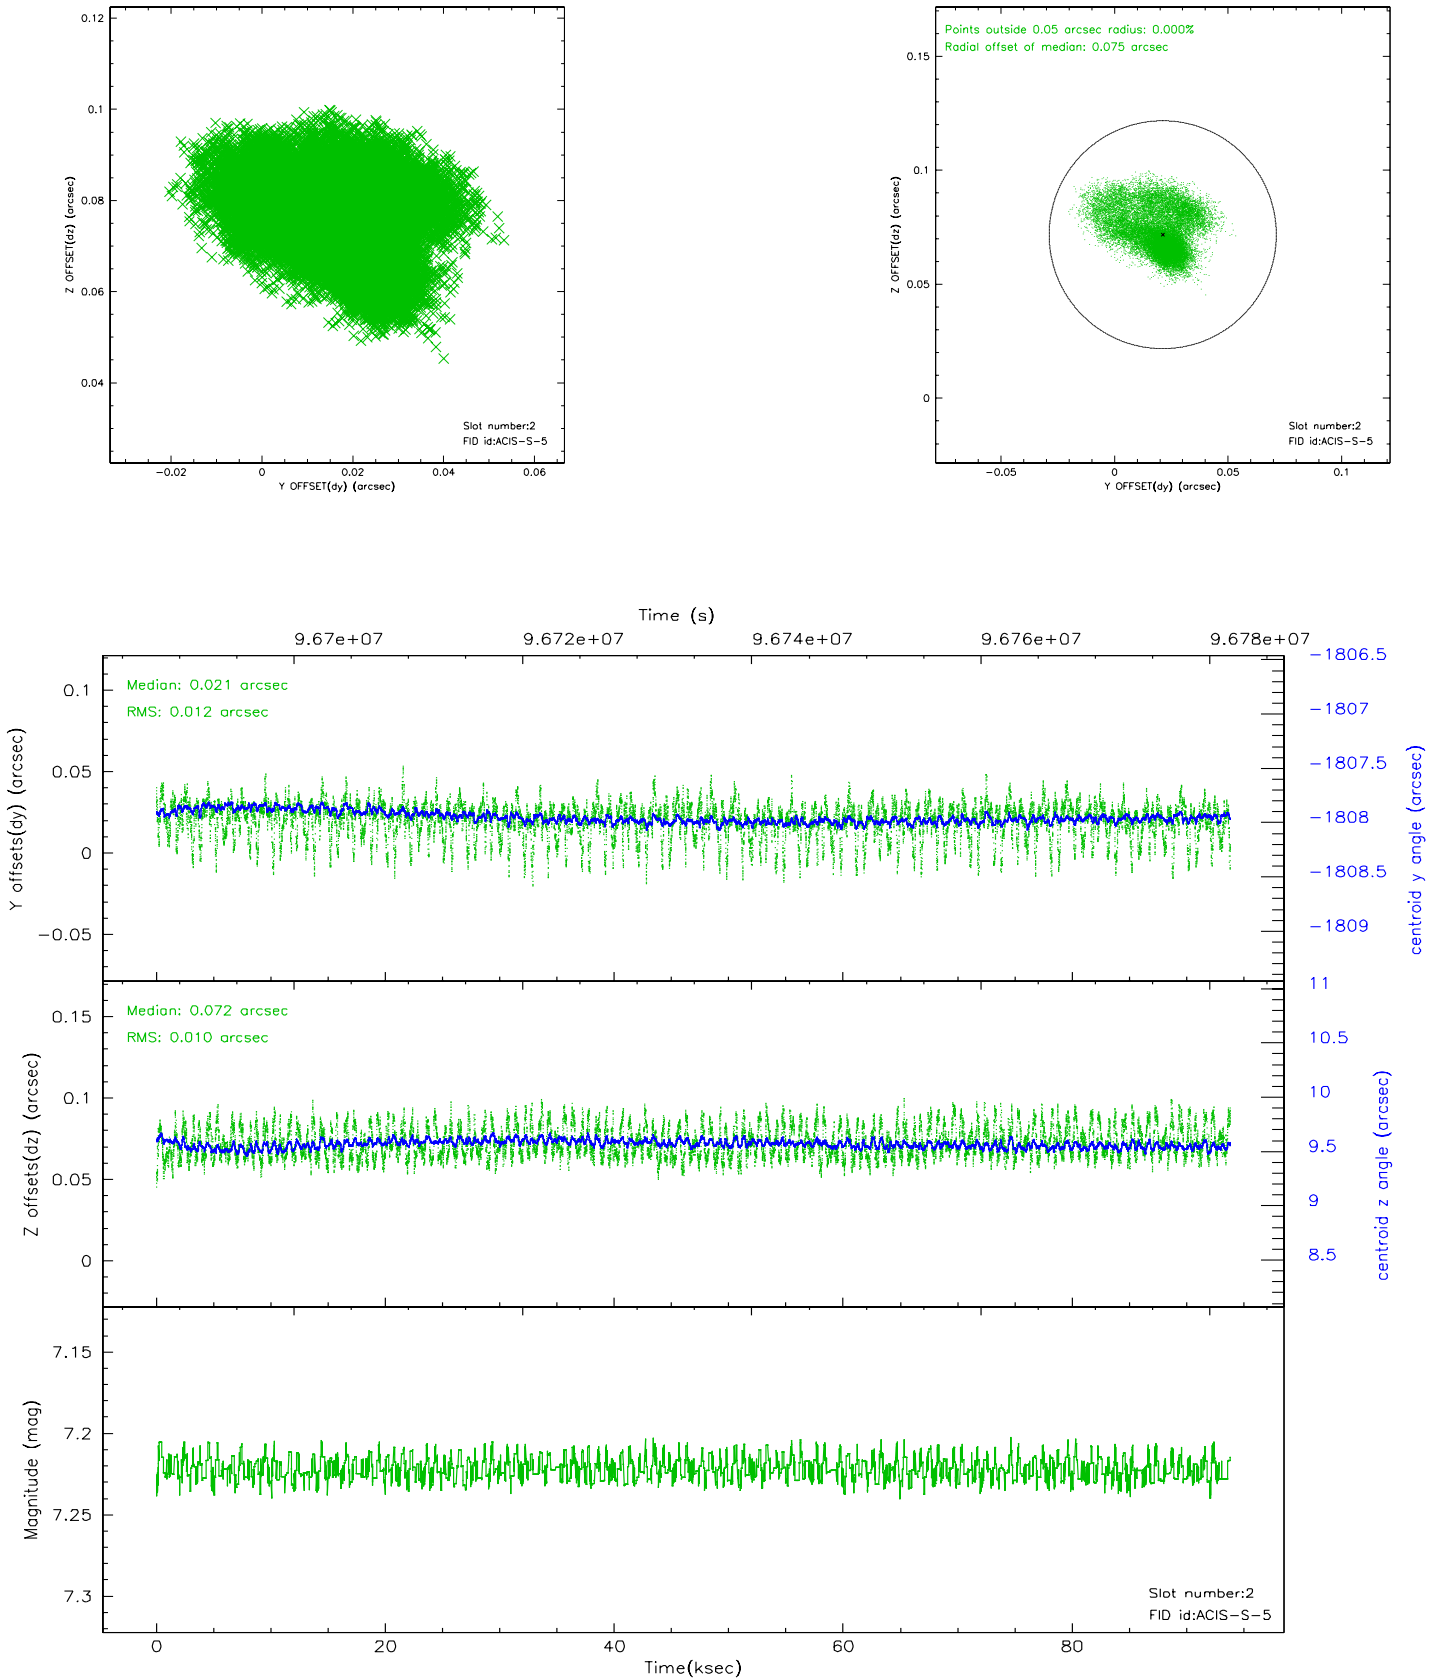 0.12
0.1
0.08
0.06
0.04
Z OFFSET(dz) (arcsec)
Slot number:2
FID id:ACIS-S-5
-0.02 0 0.02 0.04 0.06
Y OFFSET(dy) (arcsec)
Points outside 0.05 arcsec radius: 0.000%
Radial offset of median: 0.075 arcsec
0.15
0.1
0.05
0
Z OFFSET(dz) (arcsec)
Slot number:2
FID id:ACIS-S-5
-0.05 0 0.05 0.1
Y OFFSET(dy) (arcsec)
Time (s)
9.67e+07 9.672e+07 9.674e+07 9.676e+07 9.678e+07
Median: 0.021 arcsec
RMS: 0.012 arcsec
0.1
0.05
0
-0.05
Y offsets(dy) (arcsec)
-1806.5
-1807
-1807.5
-1808
-1808.5
-1809
centroid y angle (arcsec)
Median: 0.072 arcsec
RMS: 0.010 arcsec
0.15
0.1
0.05
0
Z offsets(dz) (arcsec)
11
10.5
10
9.5
9
8.5
centroid z angle (arcsec)
7.15
7.2
7.25
7.3
Magnitude (mag)
Slot number:2
FID id:ACIS-S-5
0 20 40 60 80
Time(ksec)